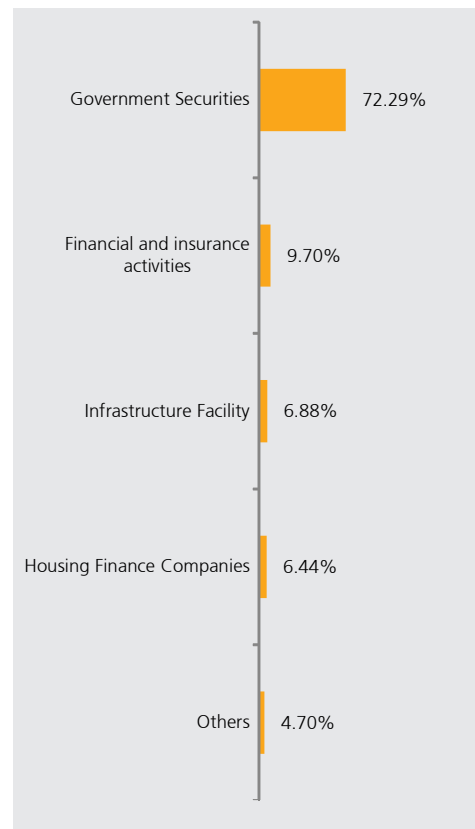 Government Securities 72.29%
Financial and insurance
activities 9.70%
Infrastructure Facility 6.88%
Housing Finance Companies 6.44%
Others 4.70%